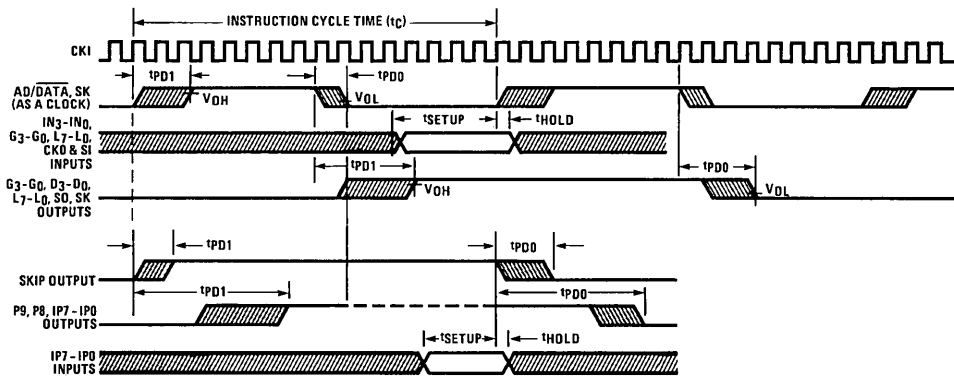 INSTRUCTION CYCLE TIME (tC)
CKI
tPD1
tPD0
AD/DATA, SK
(AS A CLOCK)
VOH
VOL
IN3-IN0,
G3-G0, L7-L0,
CKO & SI
INPUTS
tSETUP
tHOLD
tPD1
tPD0
G3-G0, D3-D0,
L7-L0, SO, SK
OUTPUTS
VOH
VOL
tPD1
tPD0
SKIP OUTPUT
tPD1
tPD0
P9, P8, IP7-IP0
OUTPUTS
tSETUP
tHOLD
IP7-IP0
INPUTS